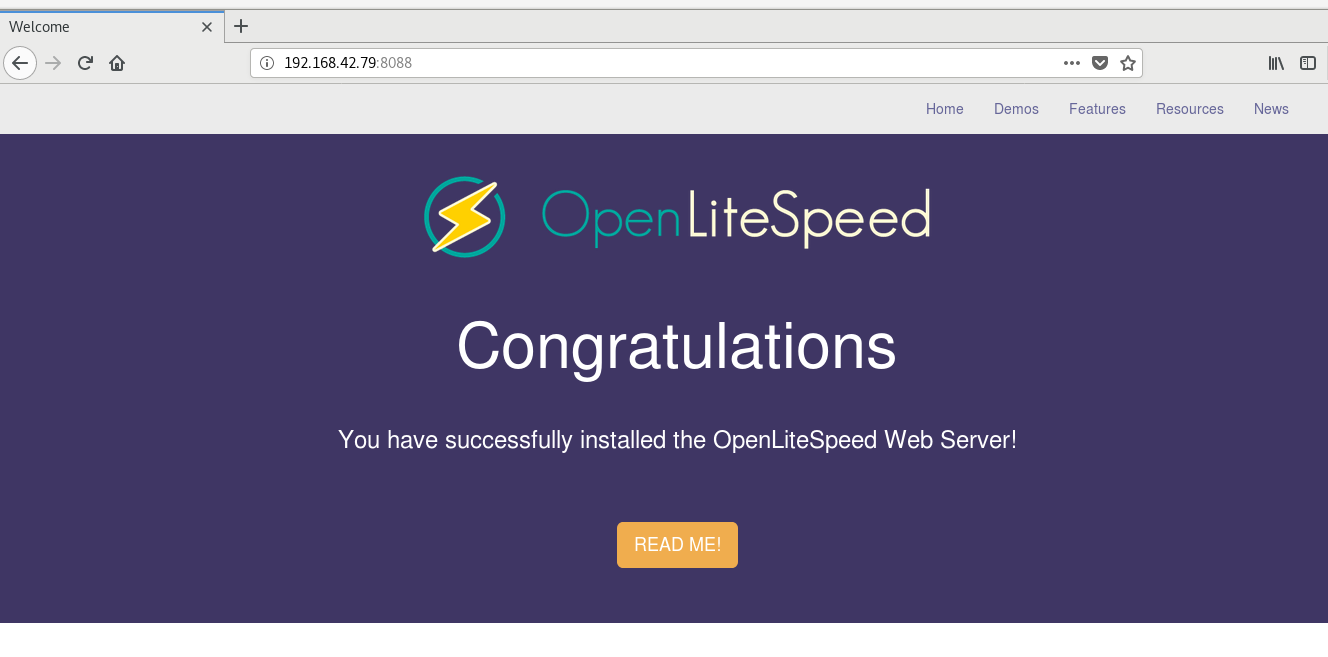 Welcome
192.168.42.79:8088
Home Demos Features Resources News
OpenLiteSpeed
Congratulations
You have successfully installed the OpenLiteSpeed Web Server!
READ ME!